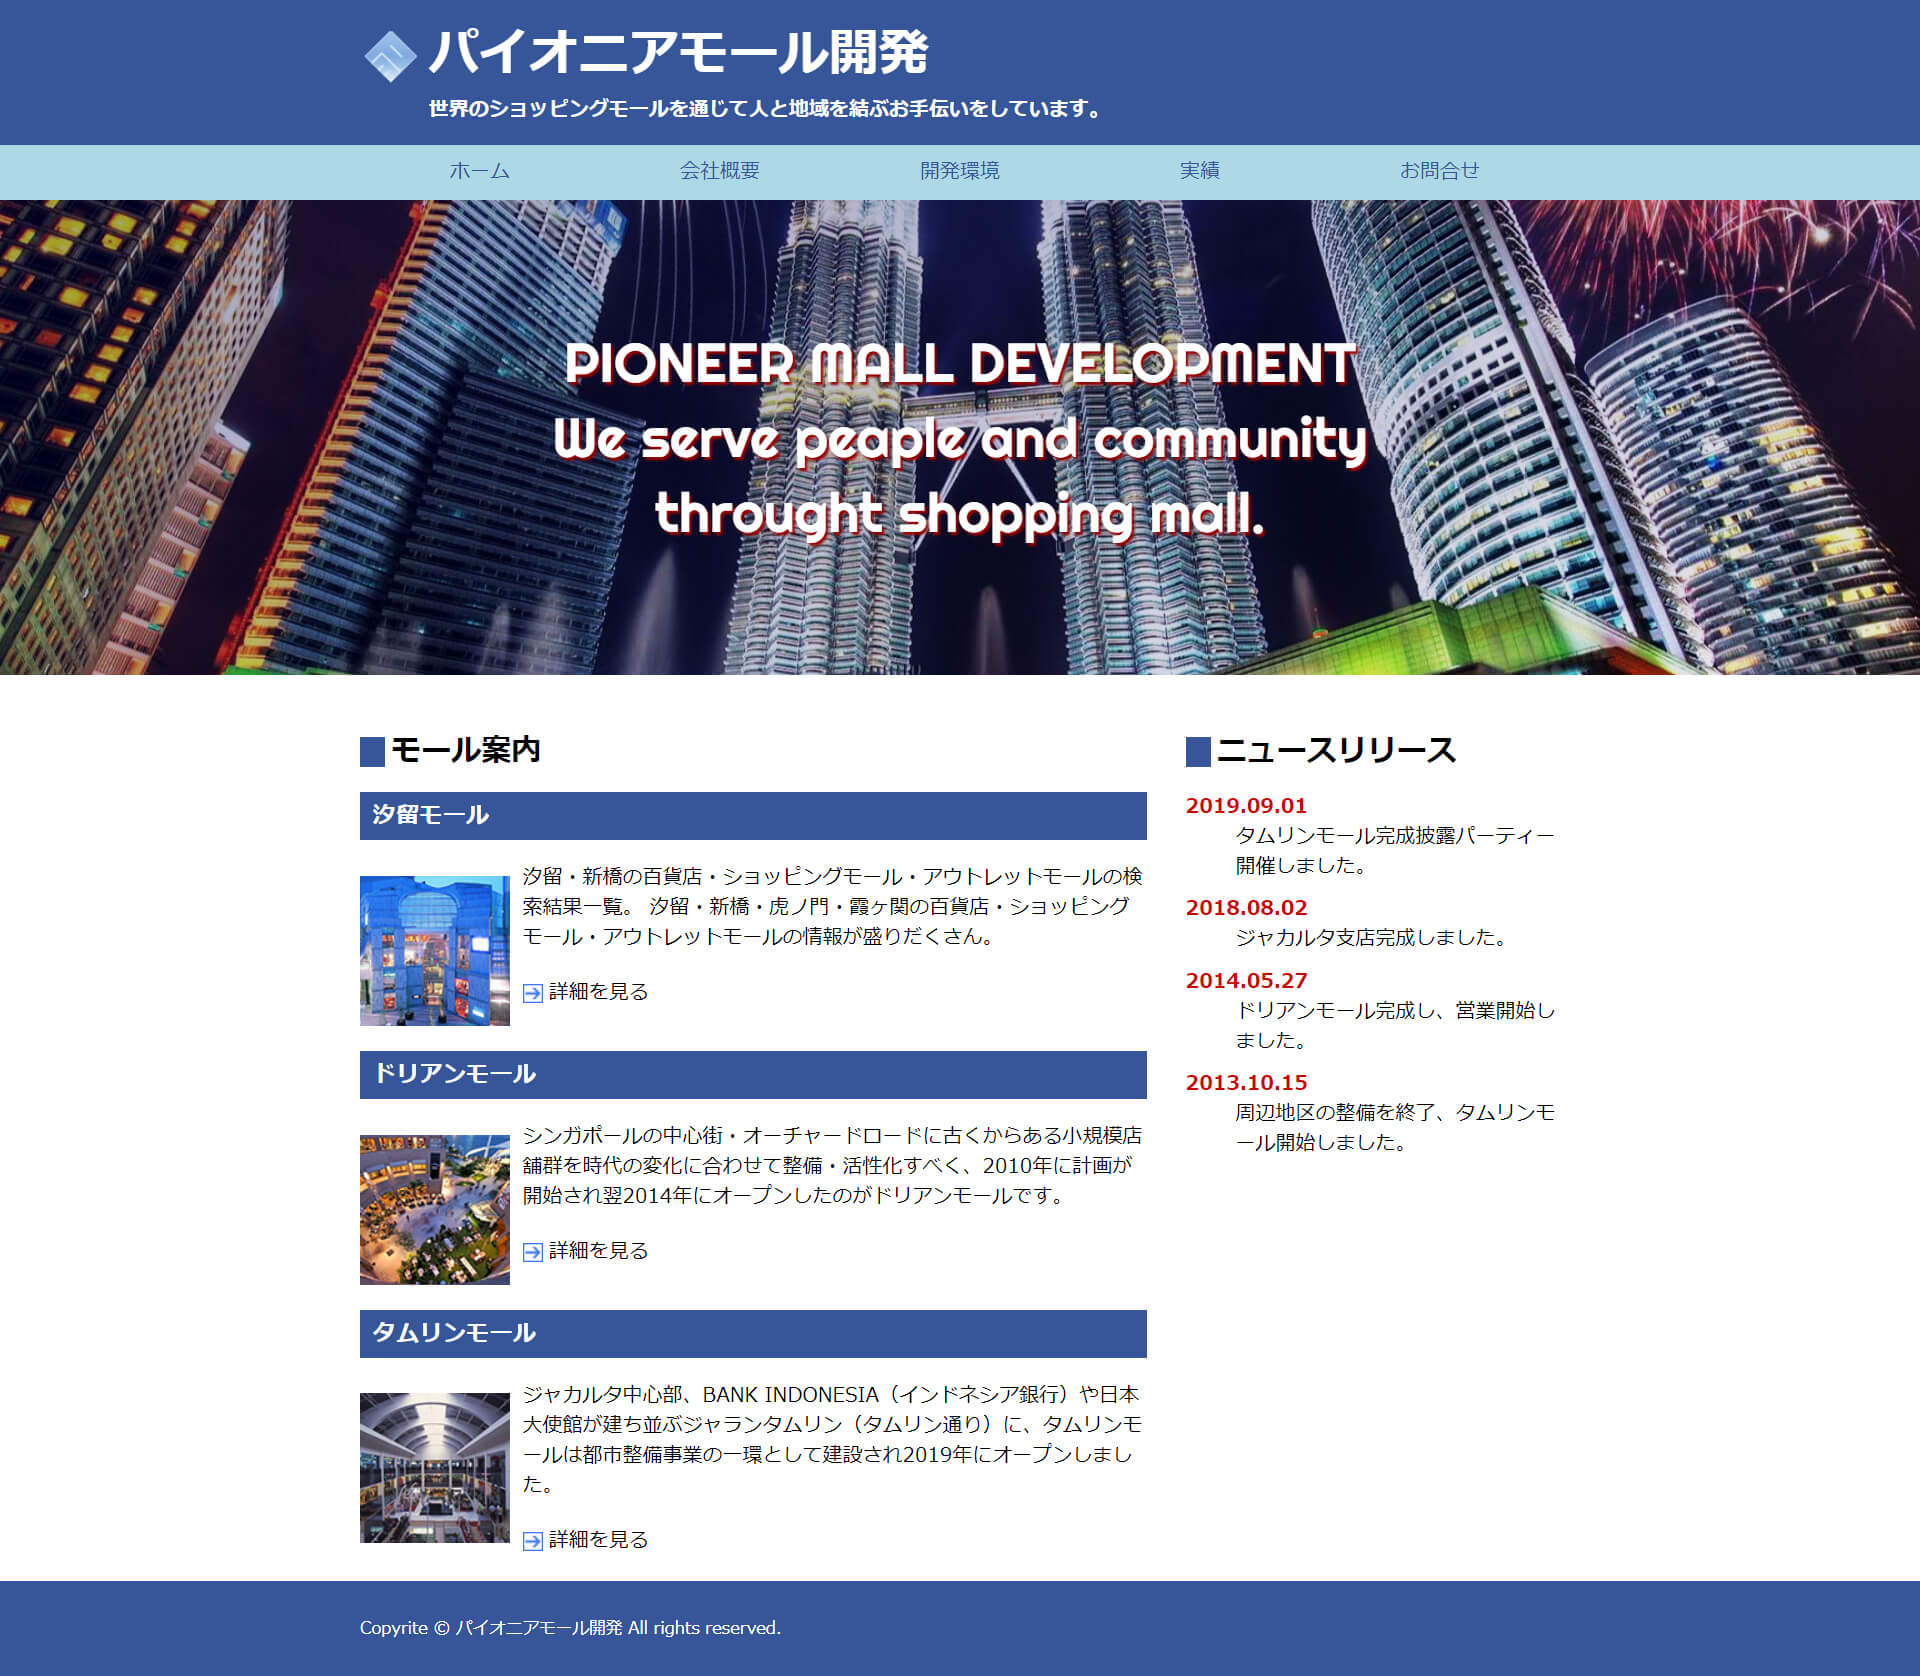 パイオニアモール開発
世界のショッピングモールを通じて人と地域を結ぶお手伝いをしています。
ホーム
会社概要
開発環境
実績
お問合せ
PIONEER MALL DEVELOPMENT
We serve peaple and community
throught shopping mall.
モール案内
汐留モール
汐留・新橋の百貨店・ショッピングモール・アウトレットモールの検
索結果一覧。 汐留・新橋・虎ノ門・霞ヶ関の百貨店・ショッピング
モール・アウトレットモールの情報が盛りだくさん。
詳細を見る
ドリアンモール
シンガポールの中心街・オーチャードロードに古くからある小規模店
舗群を時代の変化に合わせて整備・活性化すべく、2010年に計画が
開始され翌2014年にオープンしたのがドリアンモールです。
詳細を見る
タムリンモール
ジャカルタ中心部、BANK INDONESIA（インドネシア銀行）や日本
大使館が建ち並ぶジャランタムリン（タムリン通り）に、タムリンモ
ールは都市整備事業の一環として建設され2019年にオープンしまし
た。
詳細を見る
ニュースリリース
2019.09.01
タムリンモール完成披露パーティー
開催しました。
2018.08.02
ジャカルタ支店完成しました。
2014.05.27
ドリアンモール完成し、営業開始し
ました。
2013.10.15
周辺地区の整備を終了、タムリンモ
ール開始しました。
Copyrite © パイオニアモール開発 All rights reserved.